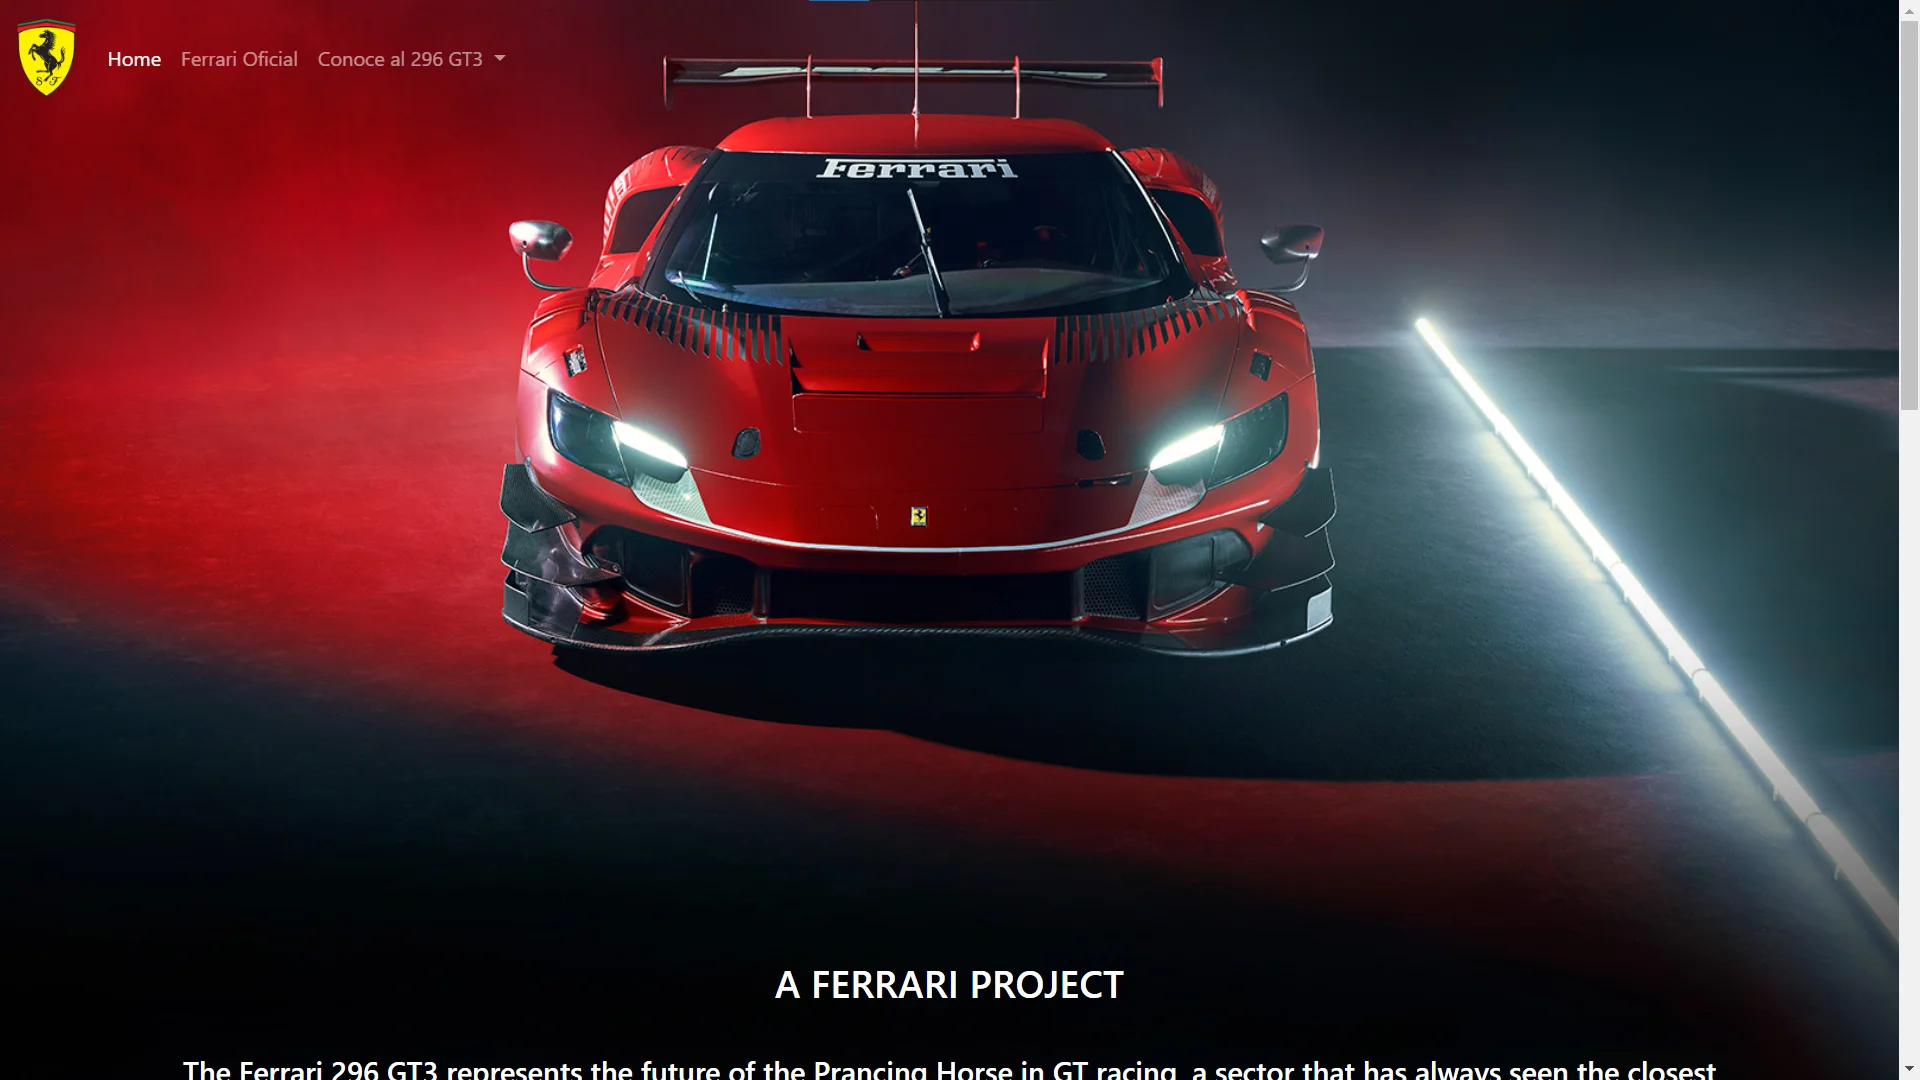 Home Ferrari Oficial Conoce al 296 GT3
S F
Ferrari
A FERRARI PROJECT
The Ferrari 296 GT3 represents the future of the Prancing Horse in GT racing, a sector that has always seen the closest